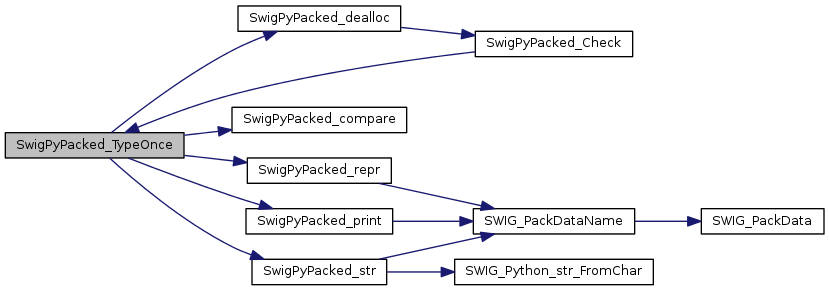 SwigPyPacked_dealloc
SwigPyPacked_Check
SwigPyPacked_compare
SwigPyPacked_TypeOnce
SwigPyPacked_repr
SwigPyPacked_print
SWIG_PackDataName
SWIG_PackData
SwigPyPacked_str
SWIG_Python_str_FromChar